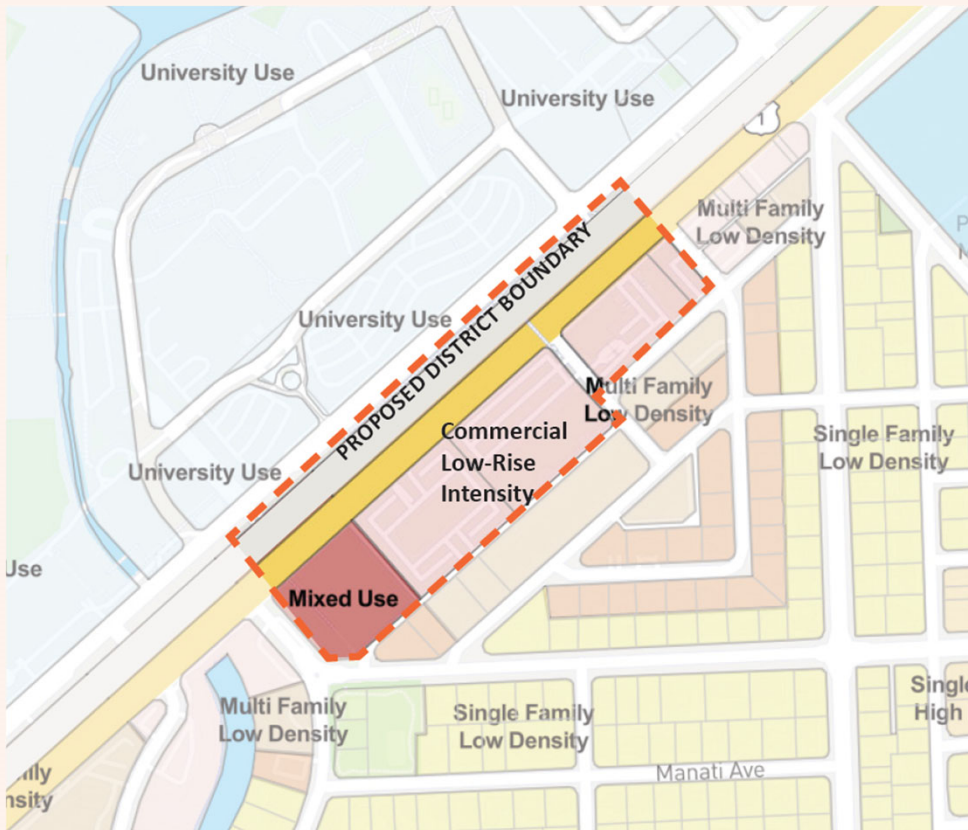 University Use
University Use
1
Multi Family
Low Density
PROPOSED DISTRICT BOUNDARY
University Use
Multi Family
Low Density
Commercial
Low-Rise
Intensity
Single Family
Low Density
University Use
Use
Mixed Use
Multi Family
Low Density
Single Family
Low Density
Single
High
Manati Ave